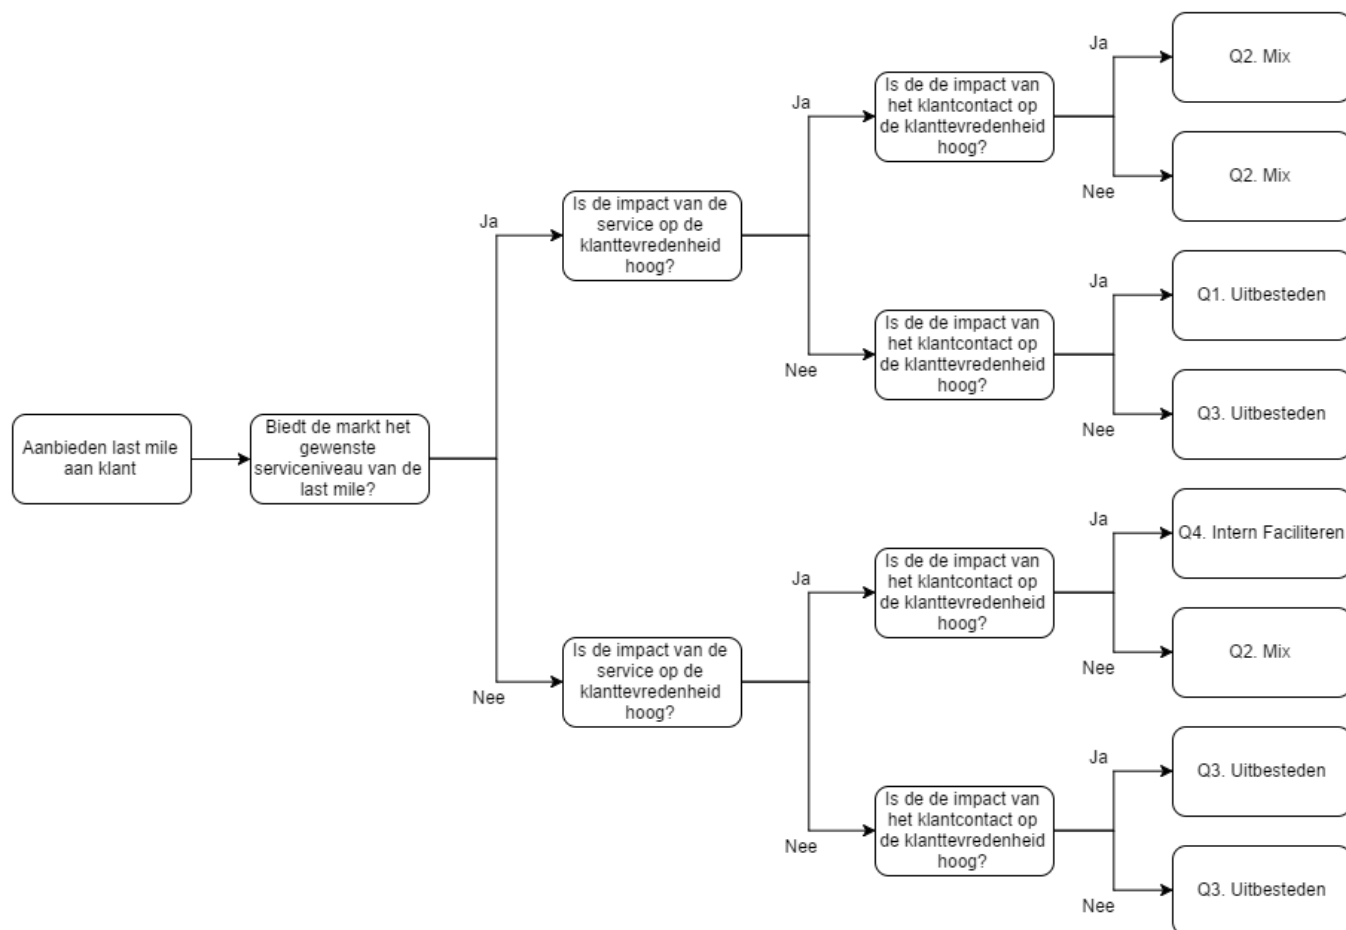 Aanbieden last mile
aan klant
Biedt de markt het
gewenste
serviceniveau van de
last mile?
Ja
Is de impact van de
service op de
klanttevredenheid
hoog?
Nee
Is de impact van de
service op de
klanttevredenheid
hoog?
Ja
Is de de impact van
het klantcontact op
de klanttevredenheid
hoog?
Nee
Is de de impact van
het klantcontact op
de klanttevredenheid
hoog?
Ja
Is de de impact van
het klantcontact op
de klanttevredenheid
hoog?
Nee
Is de de impact van
het klantcontact op
de klanttevredenheid
hoog?
Ja
Q2. Mix
Nee
Q2. Mix
Ja
Q1. Uitbesteden
Nee
Q3. Uitbesteden
Ja
Q4. Intern Faciliteren
Nee
Q2. Mix
Ja
Q3. Uitbesteden
Nee
Q3. Uitbesteden